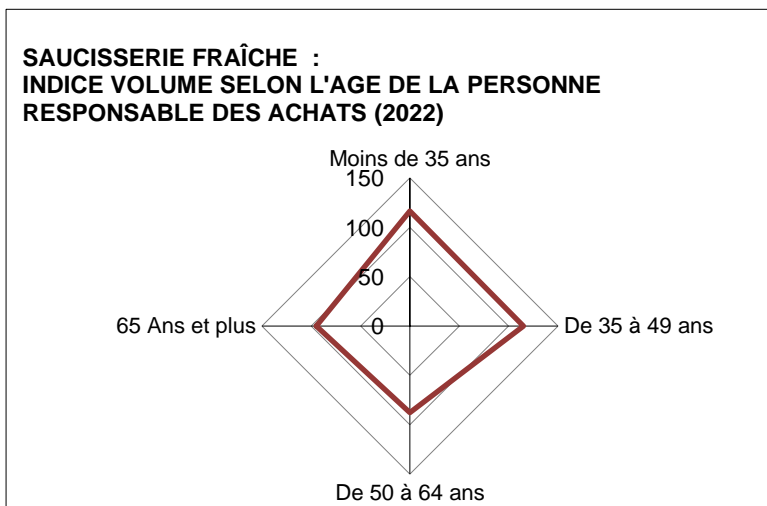 SAUCISSERIE FRAÎCHE :
INDICE VOLUME SELON L'AGE DE LA PERSONNE
RESPONSABLE DES ACHATS (2022)
Moins de 35 ans
150
100
50
65 Ans et plus
0
De 35 à 49 ans
De 50 à 64 ans